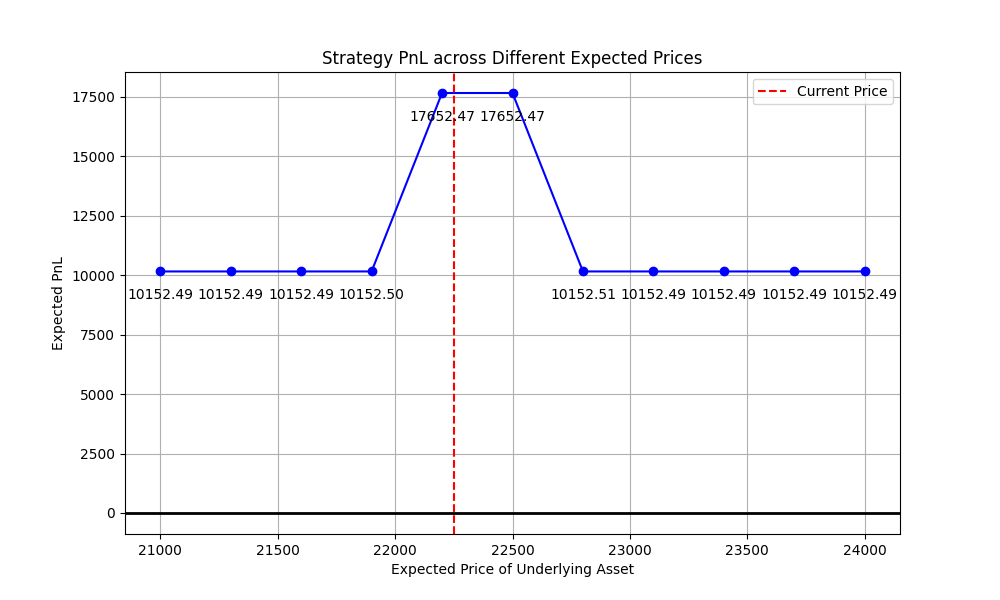 Strategy PnL across Different Expected Prices
Current Price
17500
15000
12500
10000
7500
5000
2500
0
Expected PnL
17652.47 17652.47
10152.49 10152.49 10152.49 10152.50 10152.51 10152.49 10152.49 10152.49 10152.49
21000 21500 22000 22500 23000 23500 24000
Expected Price of Underlying Asset